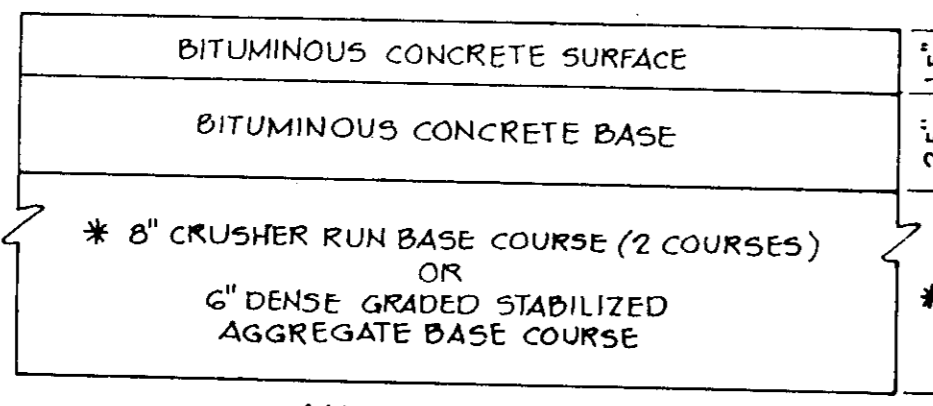 BITUMINOUS CONCRETE SURFACE
BITUMINOUS CONCRETE BASE
* 8" CRUSHER RUN BASE COURSE (2 COURSES)
OR
6" DENSE GRADED STABILIZED
AGGREGATE BASE COURSE
*